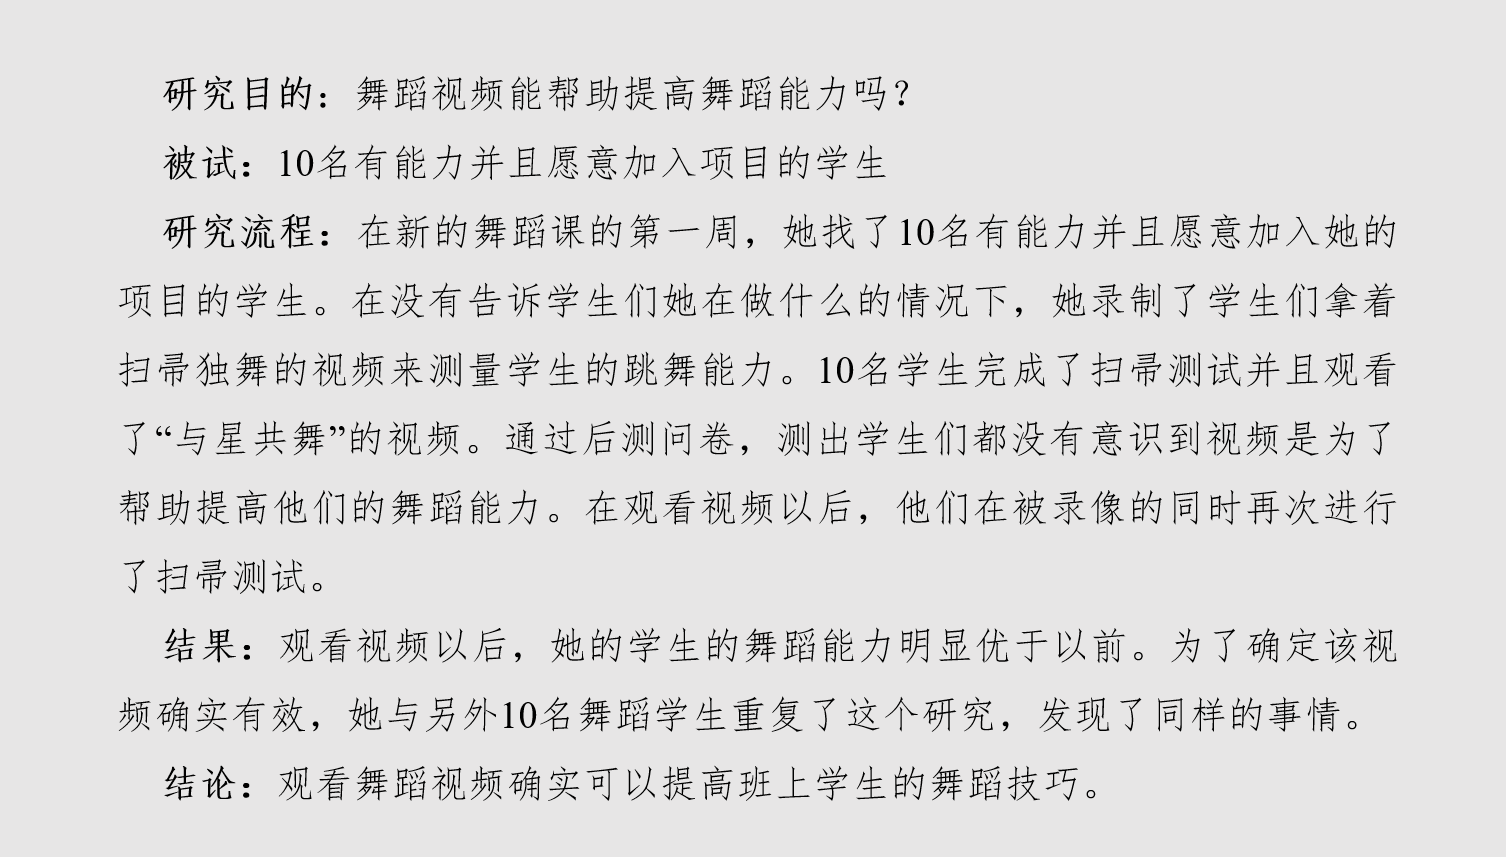 研究目的：舞蹈视频能帮助提高舞蹈能力吗？
被试：10名有能力并且愿意加入项目的学生
研究流程：在新的舞蹈课的第一周，她找了10名有能力并且愿意加入她的
项目的学生。在没有告诉学生们她在做什么的情况下，她录制了学生们拿着
扫帚独舞的视频来测量学生的跳舞能力。10名学生完成了扫帚测试并且观看
了“与星共舞”的视频。通过后测问卷，测出学生们都没有意识到视频是为了
帮助提高他们的舞蹈能力。在观看视频以后，他们在被录像的同时再次进行
了扫帚测试。
结果：观看视频以后，她的学生的舞蹈能力明显优于以前。为了确定该视
频确实有效，她与另外10名舞蹈学生重复了这个研究，发现了同样的事情。
结论：观看舞蹈视频确实可以提高班上学生的舞蹈技巧。